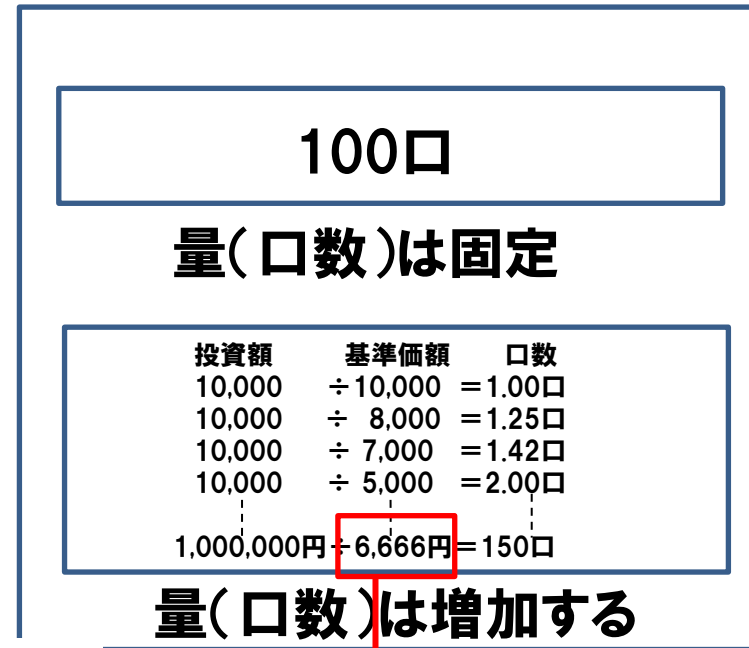 100口
量(口数)は固定
投資額 基準価額 口数
10,000 ÷10,000 =1.00口
10,000 ÷ 8,000 =1.25口
10,000 ÷ 7,000 =1.42口
10,000 ÷ 5,000 =2.00口
1,000,000円÷6,666円=150口
量(口数)は増加する